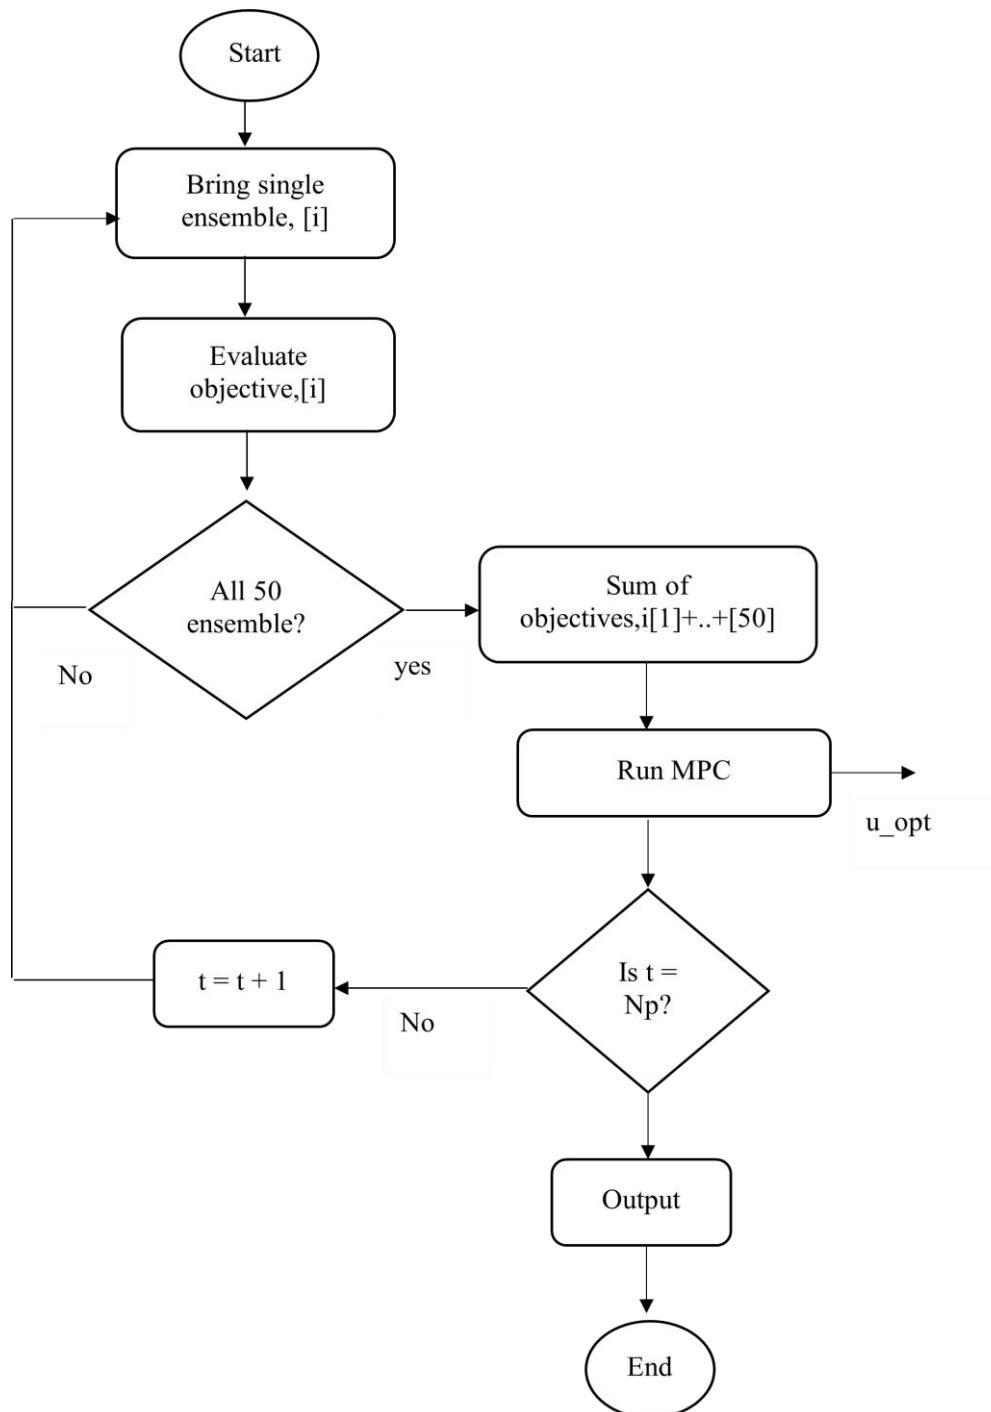 Start
Bring single
ensemble, [i]
Evaluate
objective,[i]
All 50
ensemble?
No
yes
Sum of
objectives,i[1]+..+[50]
Run MPC
u_opt
Is t =
Np?
No
t = t + 1
Output
End